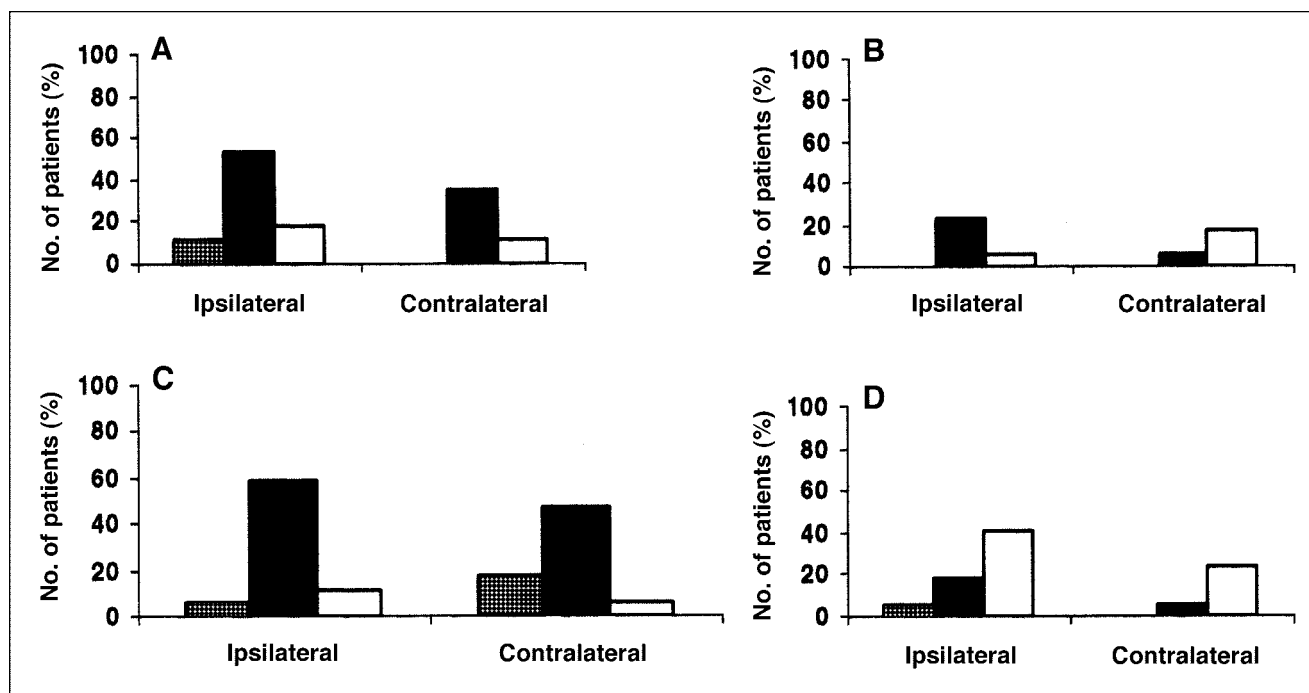 A
No. of patients (%)
100
80
60
40
20
0
Ipsilateral Contralateral
B
No. of patients (%)
100
80
60
40
20
0
Ipsilateral Contralateral
C
No. of patients (%)
100
80
60
40
20
0
Ipsilateral Contralateral
D
No. of patients (%)
100
80
60
40
20
0
Ipsilateral Contralateral